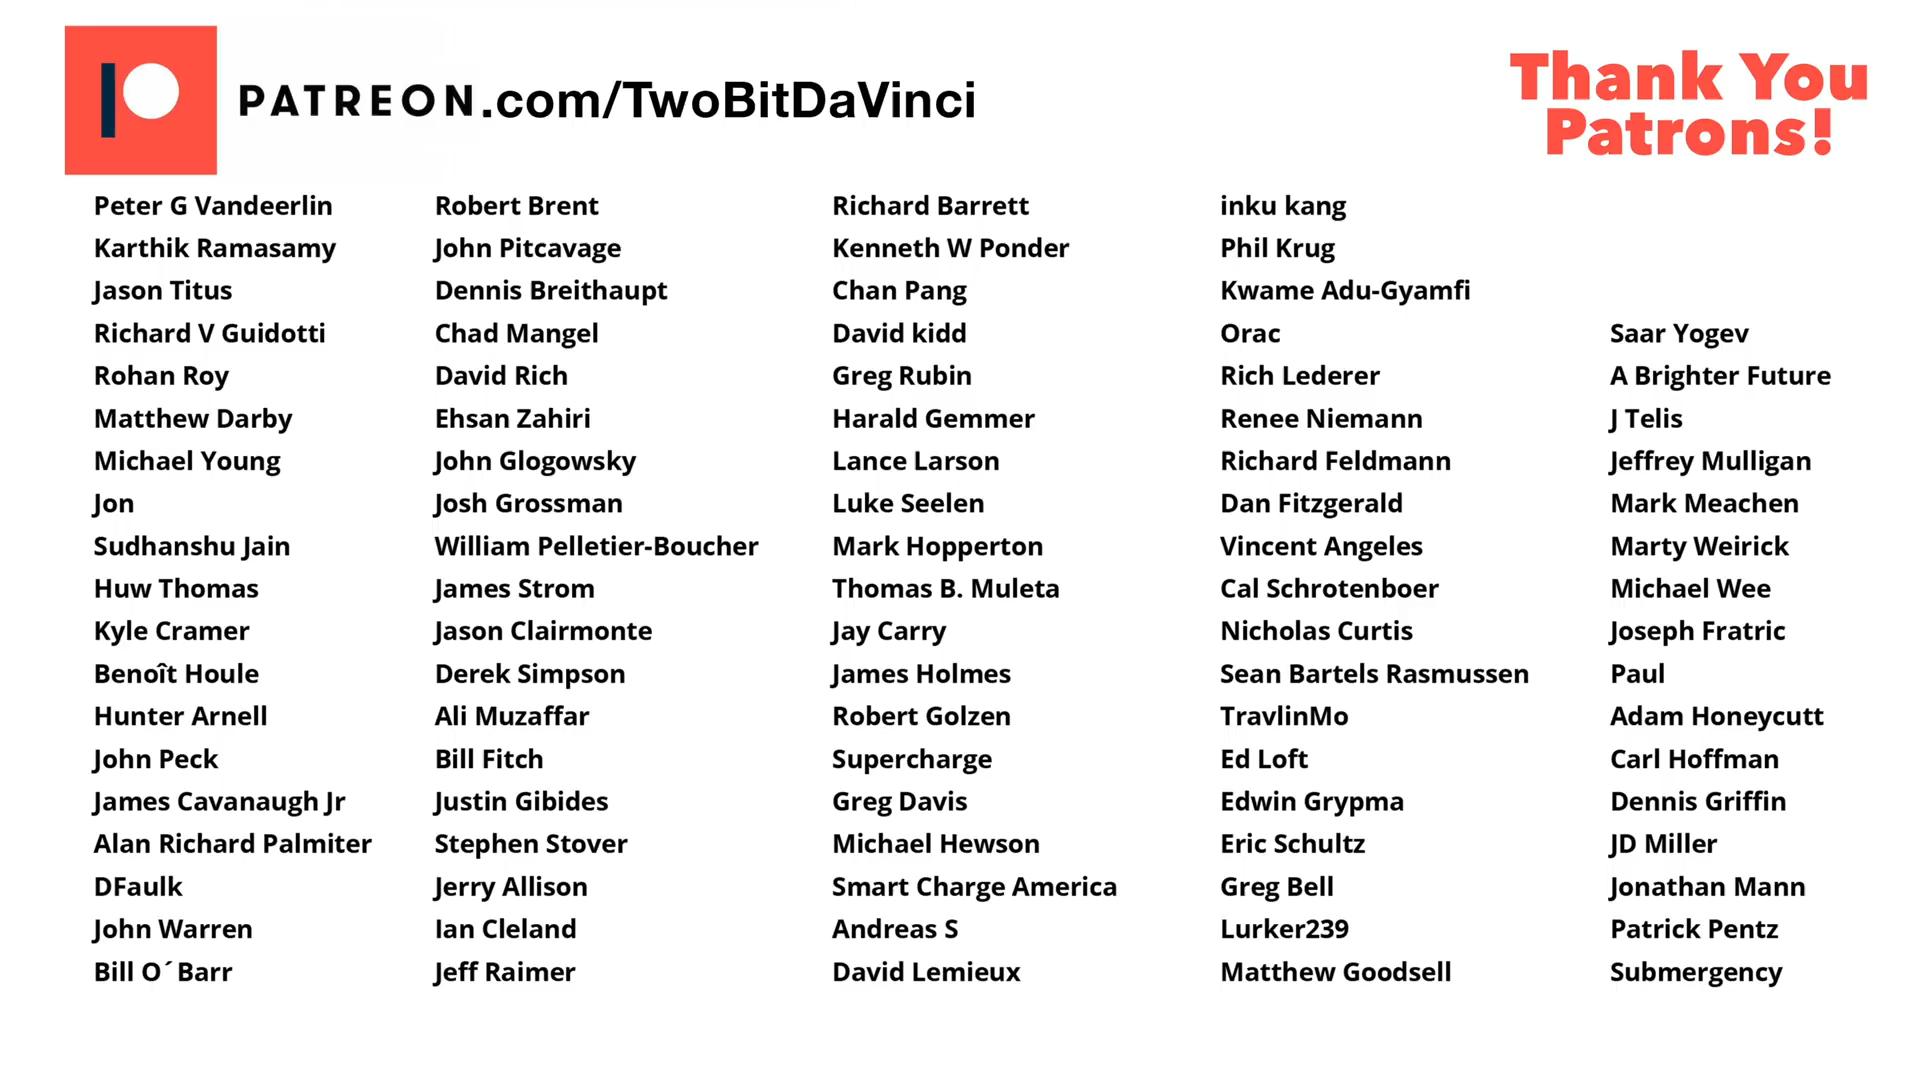 PATREON.com/TwoBitDaVinci
Thank You
Patrons!
Peter G Vandeerlin
Karthik Ramasamy
Jason Titus
Richard V Guidotti
Rohan Roy
Matthew Darby
Michael Young
Jon
Sudhanshu Jain
Huw Thomas
Kyle Cramer
Benoît Houle
Hunter Arnell
John Peck
James Cavanaugh Jr
Alan Richard Palmiter
DFaulk
John Warren
Bill O´Barr
Robert Brent
John Pitcavage
Dennis Breithaupt
Chad Mangel
David Rich
Ehsan Zahiri
John Glogowsky
Josh Grossman
William Pelletier-Boucher
James Strom
Jason Clairmonte
Derek Simpson
Ali Muzaffar
Bill Fitch
Justin Gibides
Stephen Stover
Jerry Allison
Ian Cleland
Jeff Raimer
Richard Barrett
Kenneth W Ponder
Chan Pang
David kidd
Greg Rubin
Harald Gemmer
Lance Larson
Luke Seelen
Mark Hopperton
Thomas B. Muleta
Jay Carry
James Holmes
Robert Golzen
Supercharge
Greg Davis
Michael Hewson
Smart Charge America
Andreas S
David Lemieux
inku kang
Phil Krug
Kwame Adu-Gyamfi
Orac
Rich Lederer
Renee Niemann
Richard Feldmann
Dan Fitzgerald
Vincent Angeles
Cal Schrotenboer
Nicholas Curtis
Sean Bartels Rasmussen
TravlinMo
Ed Loft
Edwin Grypma
Eric Schultz
Greg Bell
Lurker239
Matthew Goodsell
Saar Yogev
A Brighter Future
J Telis
Jeffrey Mulligan
Mark Meachen
Marty Weirick
Michael Wee
Joseph Fratric
Paul
Adam Honeycutt
Carl Hoffman
Dennis Griffin
JD Miller
Jonathan Mann
Patrick Pentz
Submergency